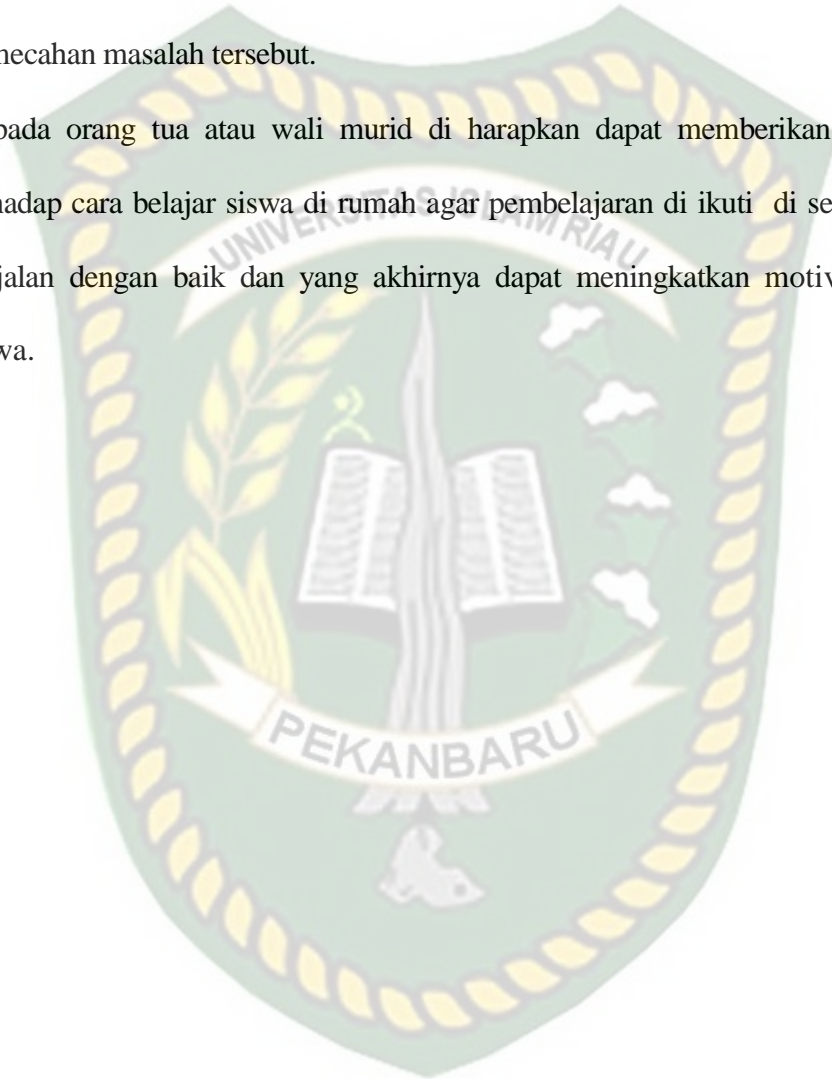 necahan masalah tersebut.
pada orang tua atau wali murid di harapkan dapat memberikan
hadap cara belajar siswa di rumah agar pembelajaran di ikuti di se
jalan dengan baik dan yang akhirnya dapat meningkatkan motiv
wa.
UNIVERSITAS ISLAM RIAU
PEKANBARU